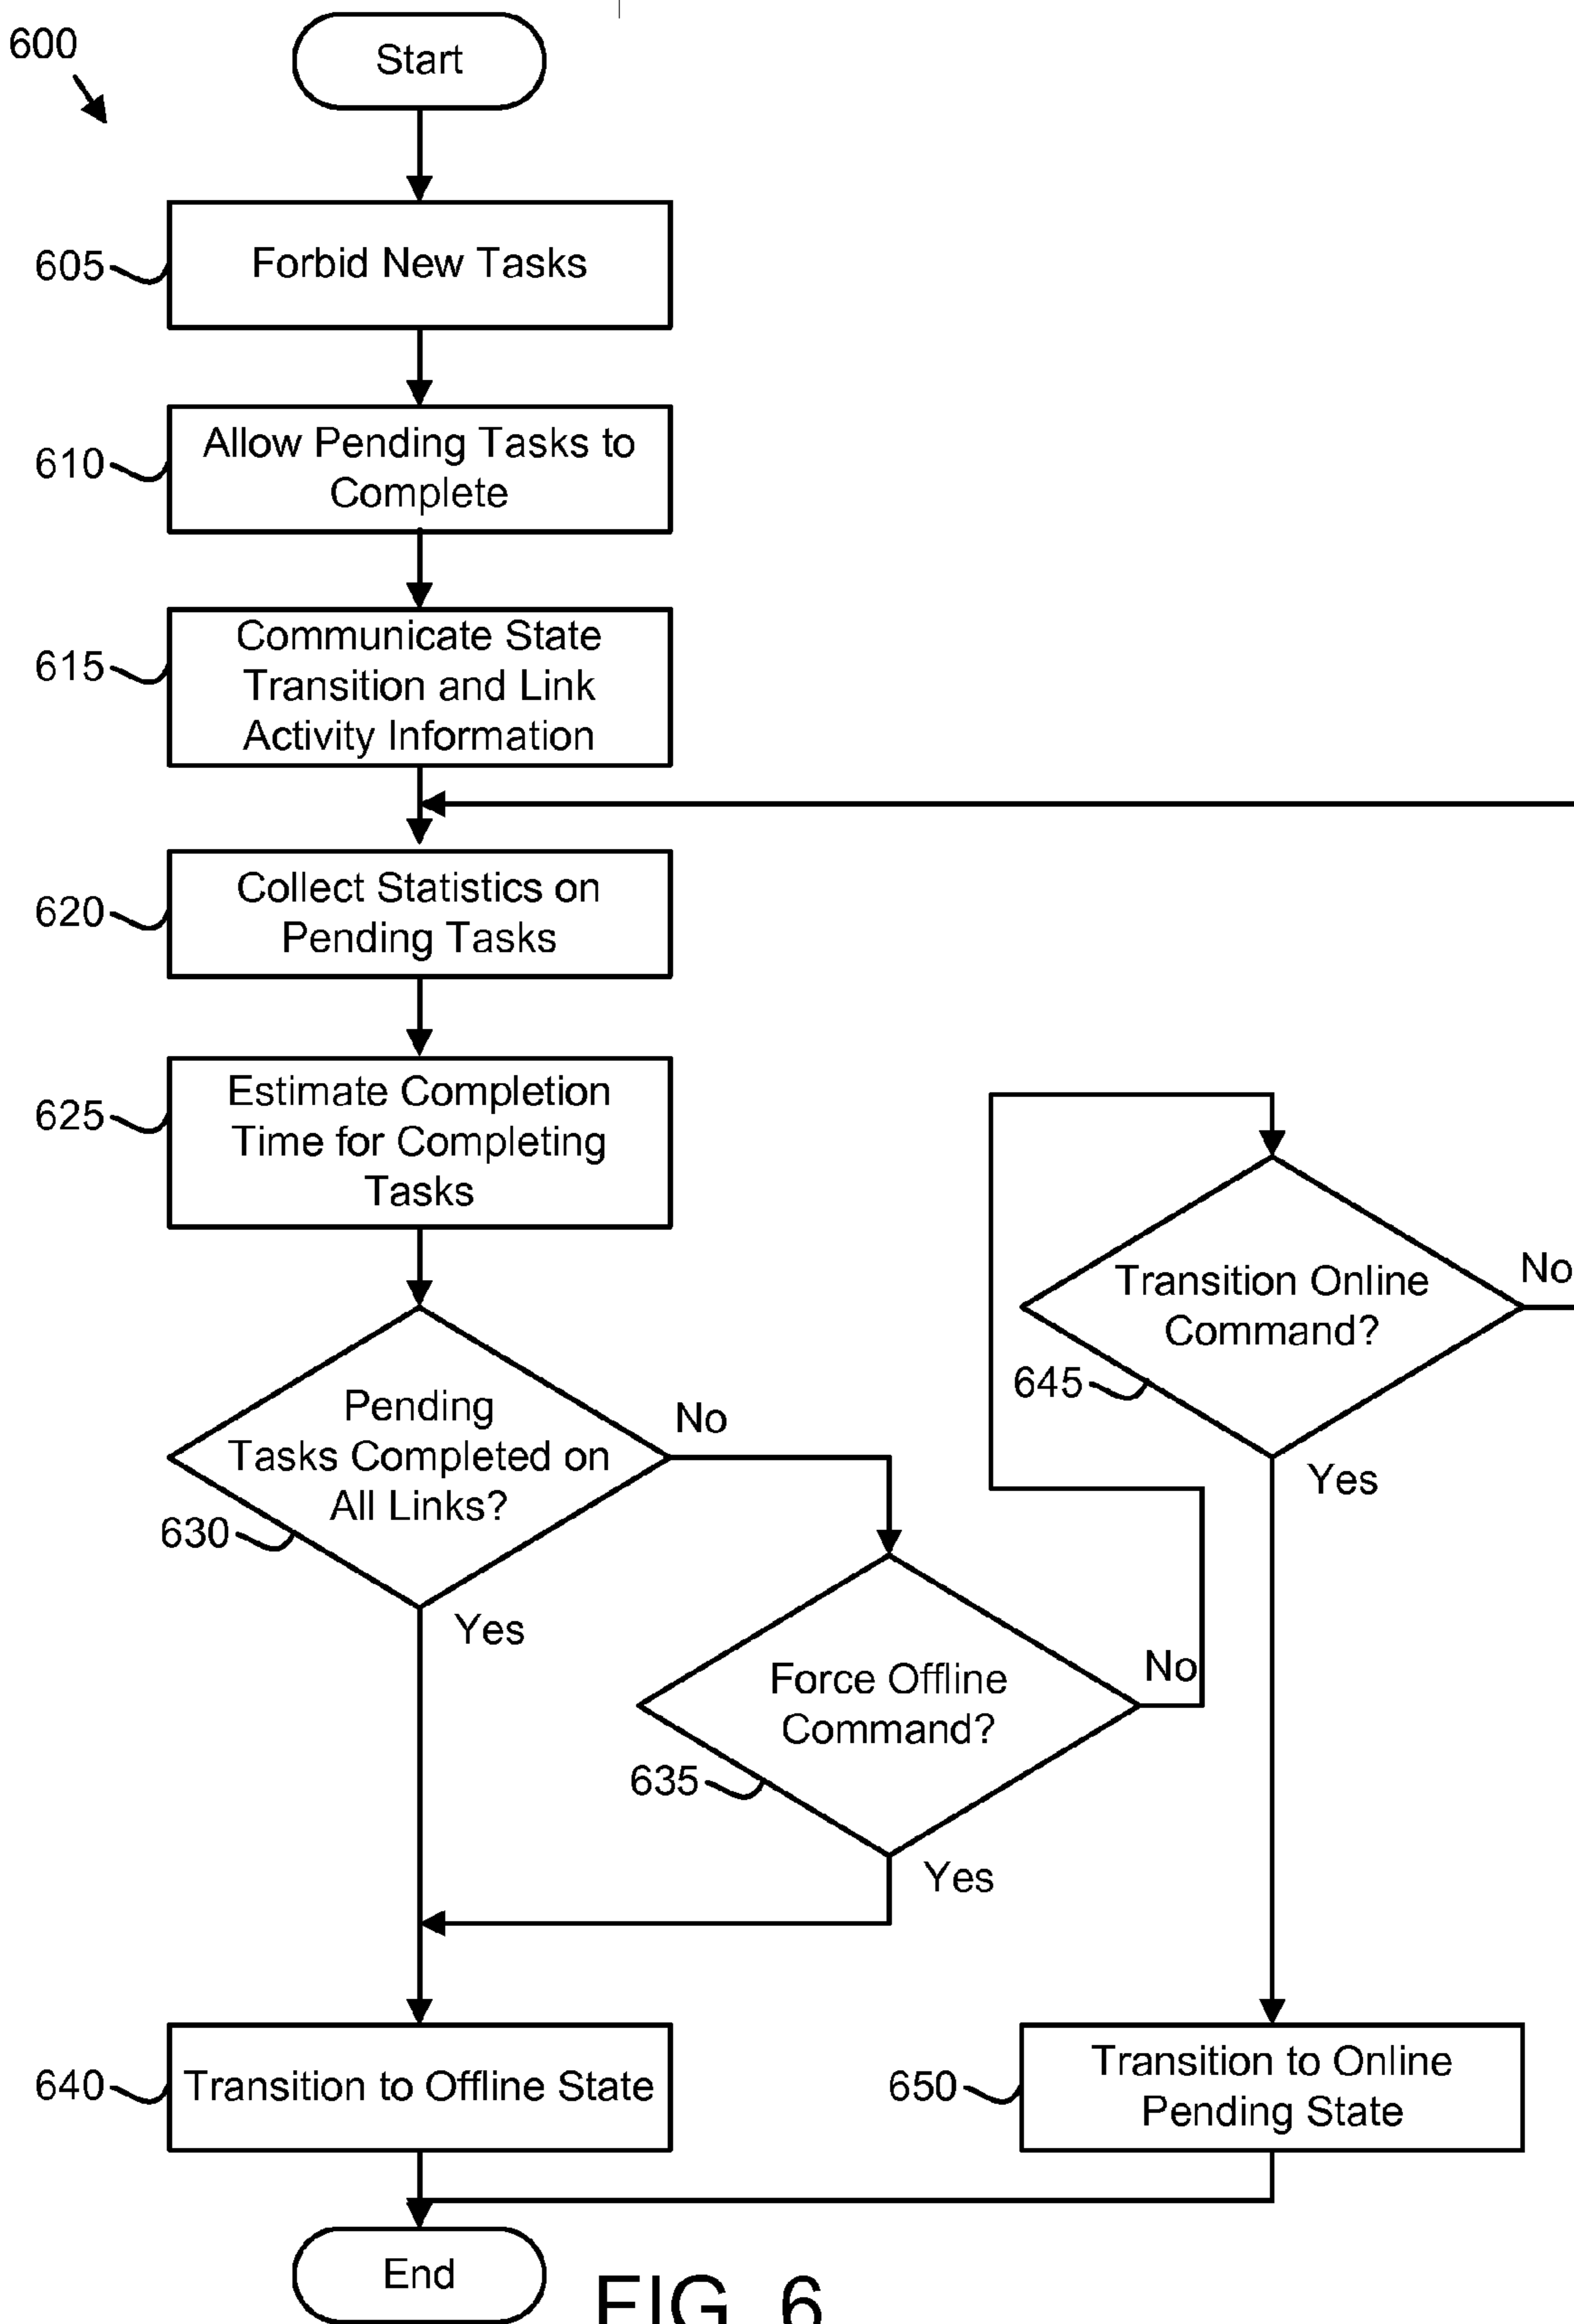 600
Start
605
Forbid New Tasks
610
Allow Pending Tasks to
Complete
615
Communicate State
Transition and Link
Activity Information
620
Collect Statistics on
Pending Tasks
625
Estimate Completion
Time for Completing
Tasks
Transition Online
Command?
No
645
Yes
Pending
Tasks Completed on
All Links?
No
630
Yes
Force Offline
Command?
No
635
Yes
640
Transition to Offline State
650
Transition to Online
Pending State
End
FIG. 6